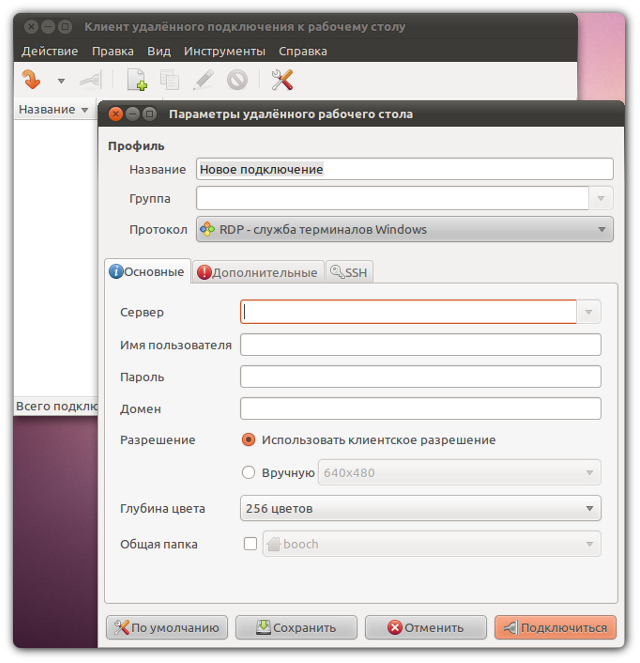 Клиент удалённого подключения к рабочему столу
Действие Правка Вид Инструменты Справка
Название
Параметры удалённого рабочего стола
Профиль
Название Новое подключение
Группа
Протокол RDP - служба терминалов Windows
Основные Дополнительные SSH
Сервер
Имя пользователя
Пароль
Домен
Разрешение Использовать клиентское разрешение
Вручную 640x480
Глубина цвета 256 цветов
Всего подклю
Общая папка booch
По умолчанию Сохранить Отменить Подключиться